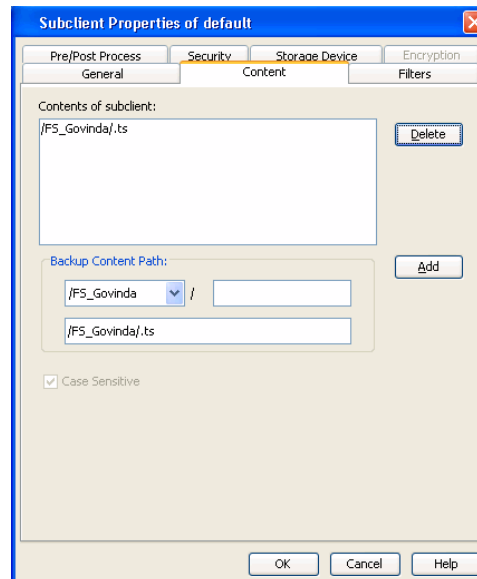 Subclient Properties of default
Pre/Post Process Security Storage Device Encryption
General Content Filters
Contents of subclient:
/FS_Govinda/.ts
Delete
Backup Content Path:
Add
/FS_Govinda /
/FS_Govinda/.ts
Case Sensitive
OK Cancel Help